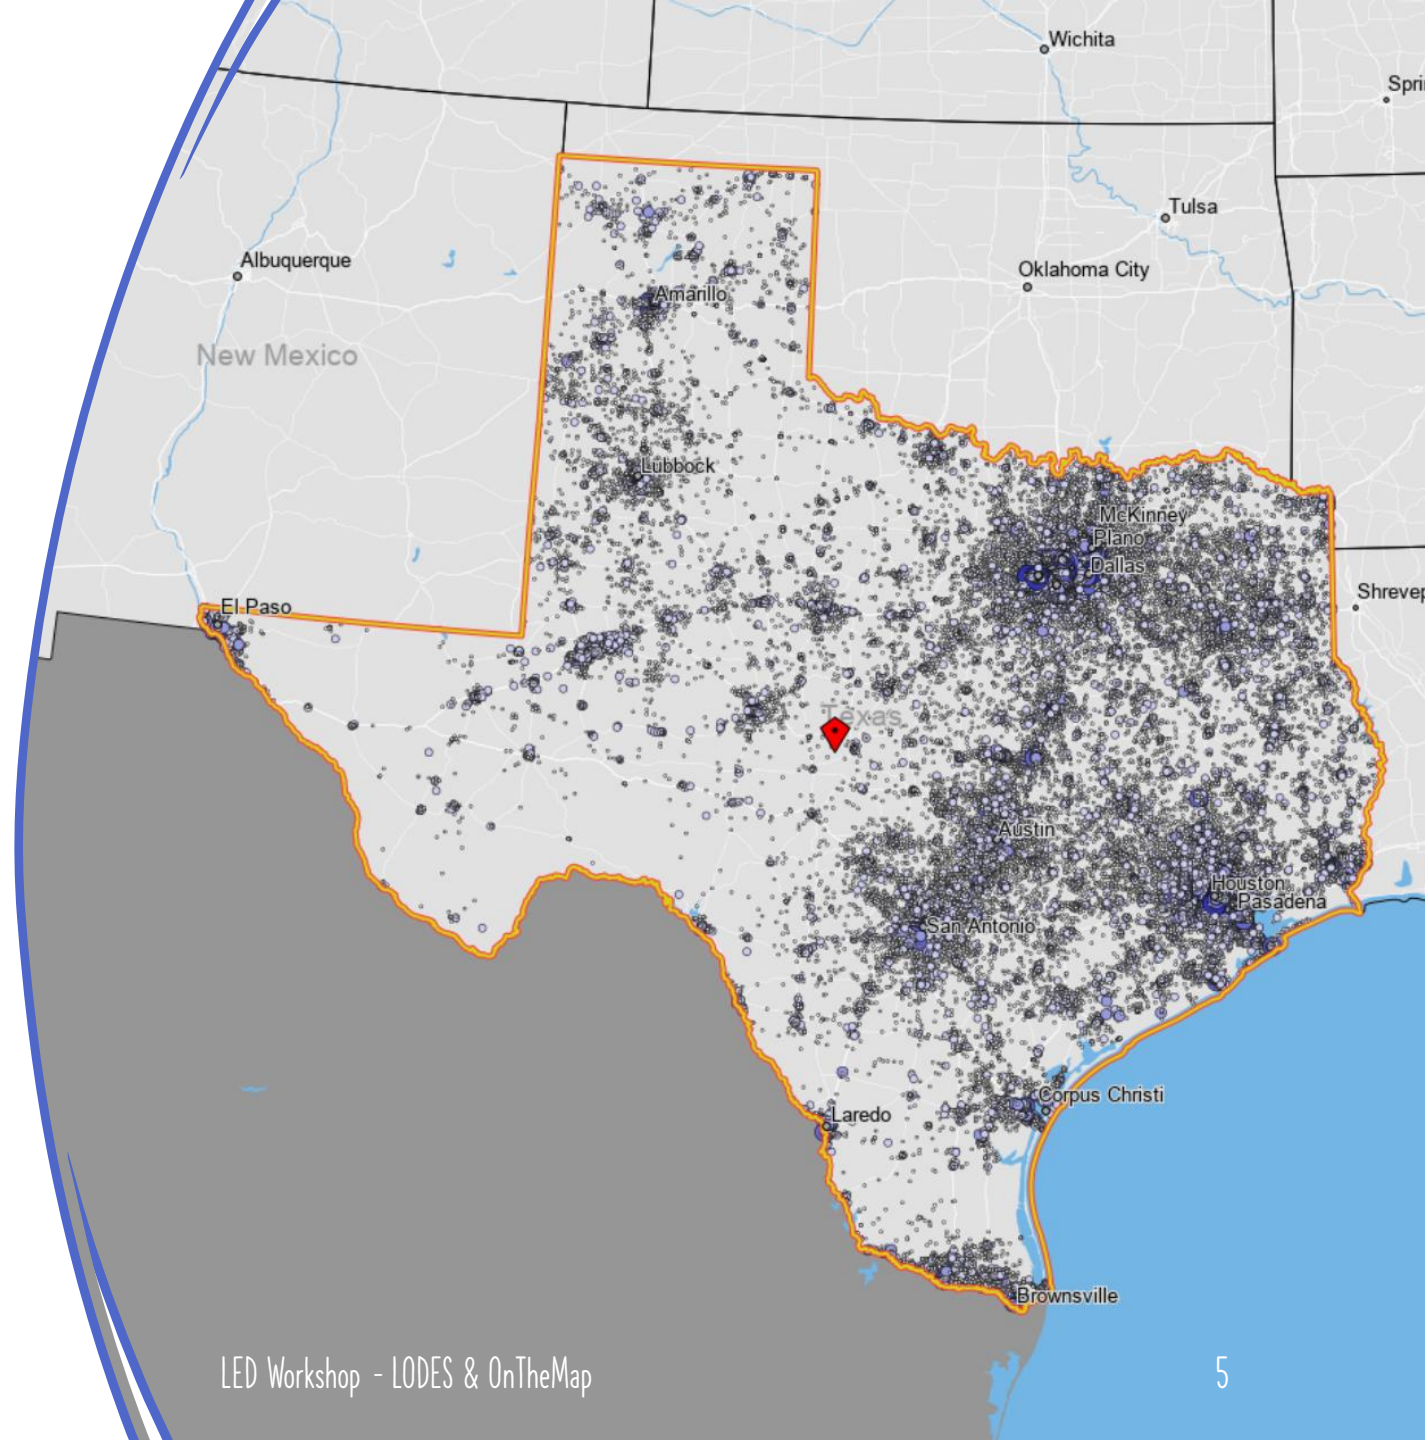 Wichita
Spri
Tulsa
Albuquerque
Oklahoma City
Amarillo
New Mexico
Lubbock
McKinney
Plano
Dallas
Shrevep
El Paso
Texas
Austin
Houston
Pasadena
San Antonio
Corpus Christi
Laredo
Brownsville
LED Workshop - LODES & OnTheMap
5